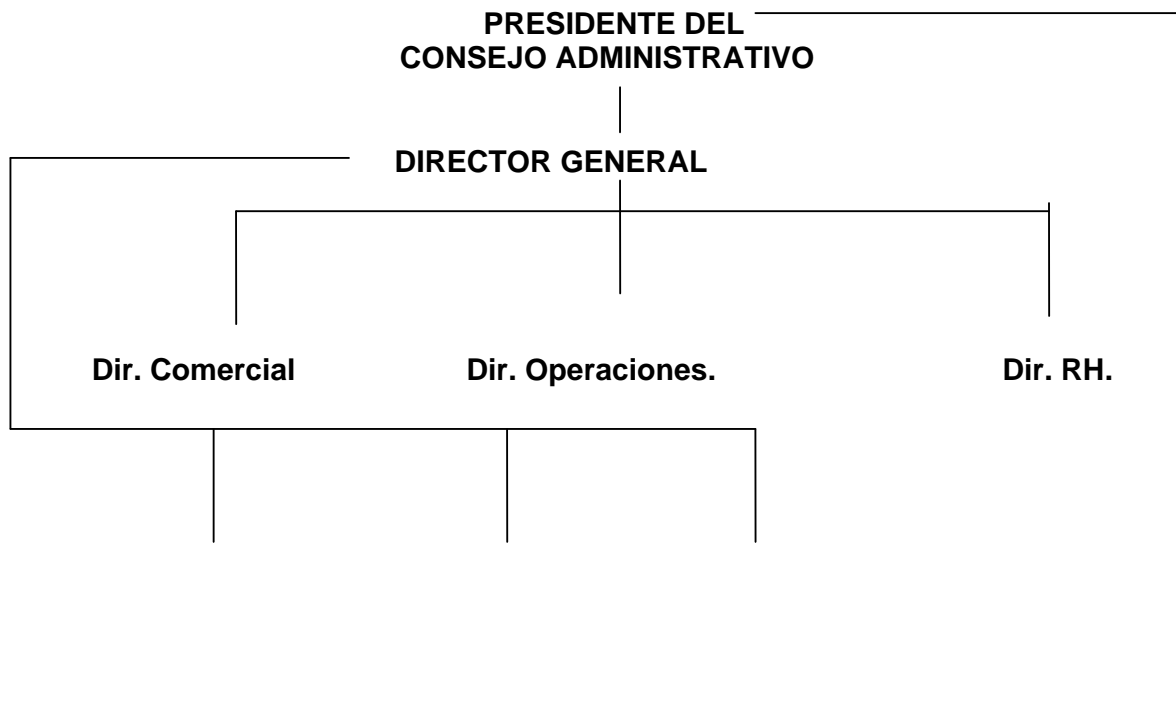 PRESIDENTE DEL
CONSEJO ADMINISTRATIVO
DIRECTOR GENERAL
Dir. Comercial
Dir. Operaciones.
Dir. RH.